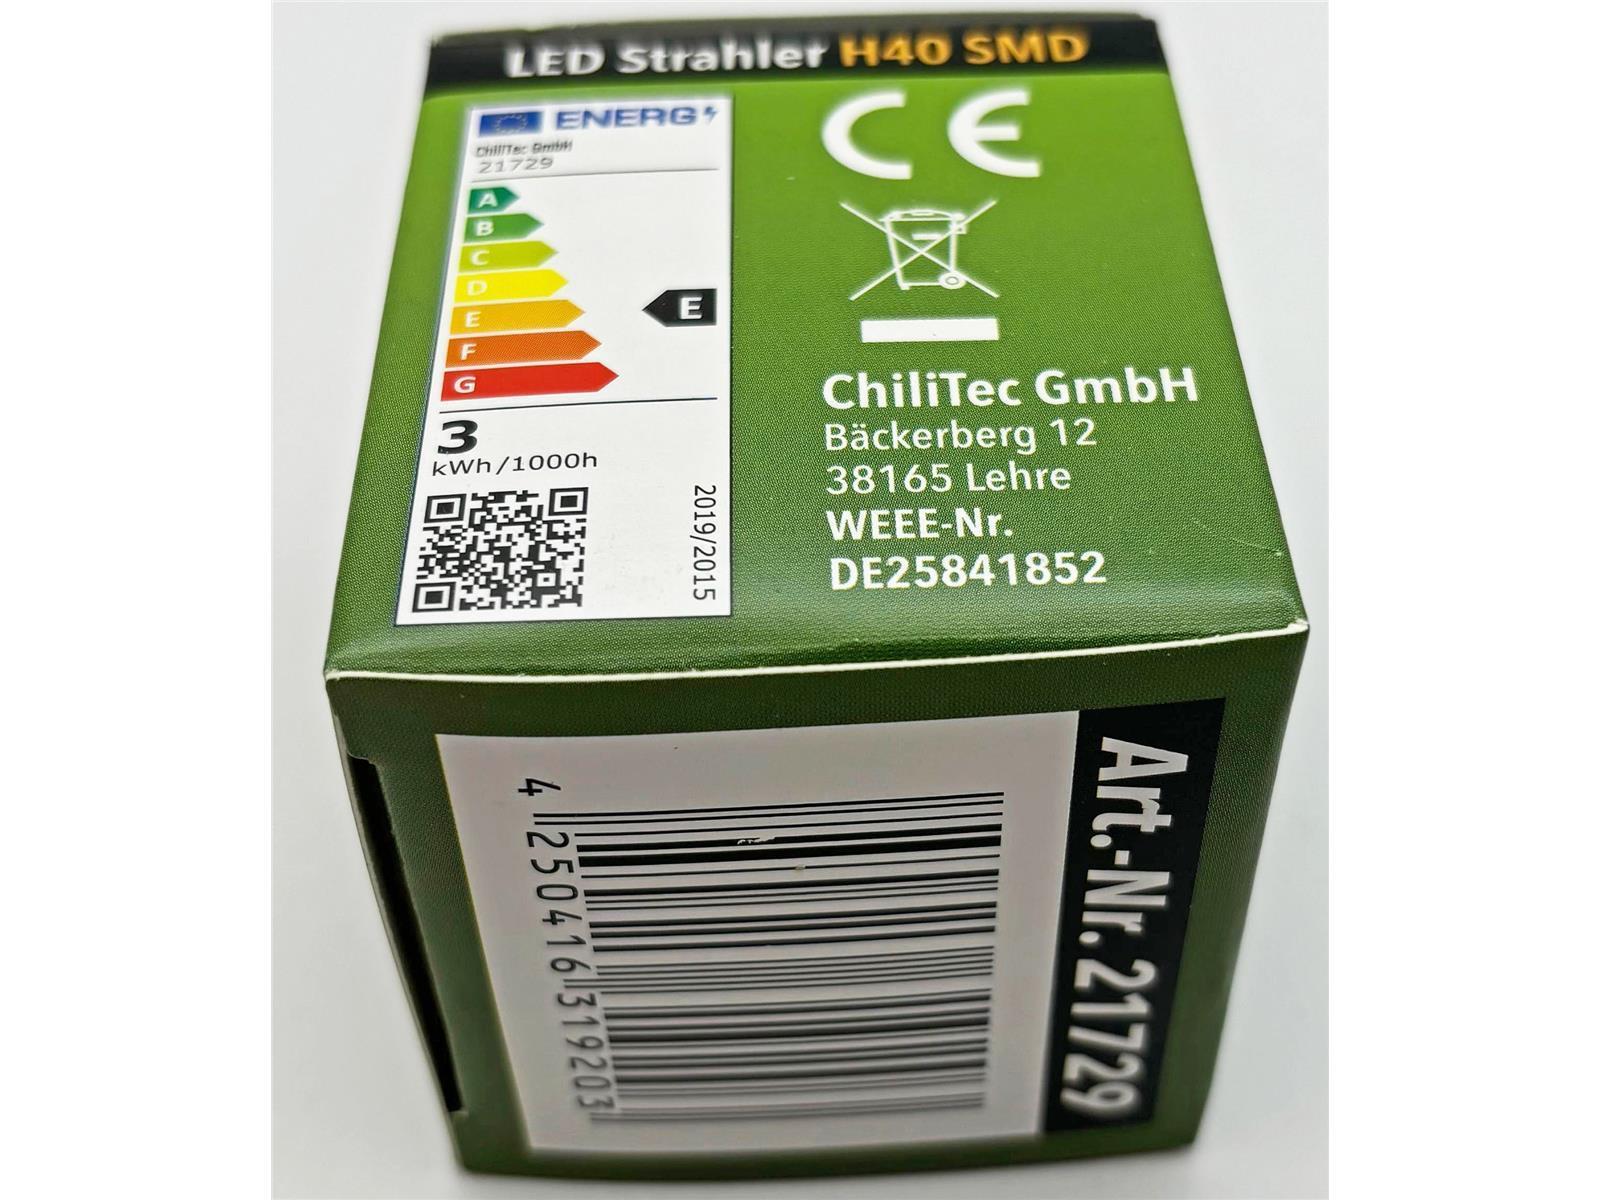 LED Strahler H40 SMD
ENERG
ChiliTec GmbH
21729
A
B
C
D
E
F
G
E
3
kWh/1000h
2019/2015
CE
ChiliTec GmbH
Bäckerberg 12
38165 Lehre
WEEE-Nr.
DE25841852
4 250416 319203
Art.-Nr. 21729